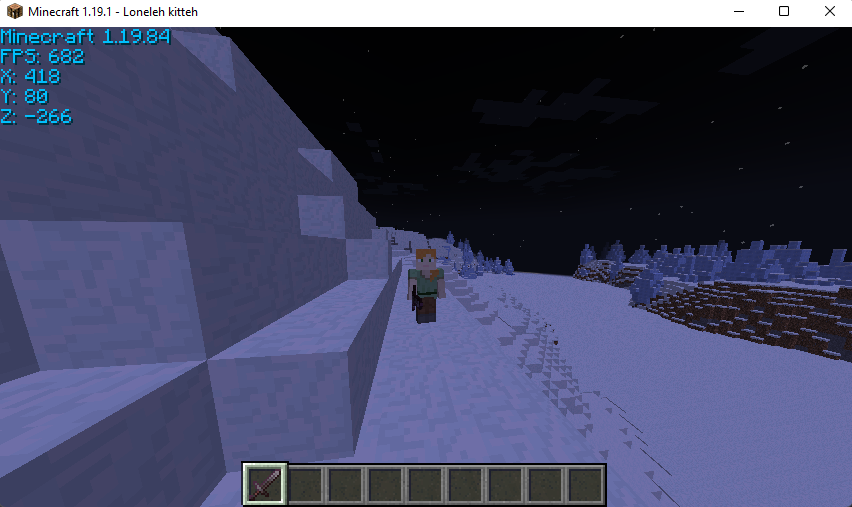 Minecraft 1.19.1 - Loneleh kitteh
Minecraft 1.19.84
FPS: 682
X: 418
Y: 80
Z: -266